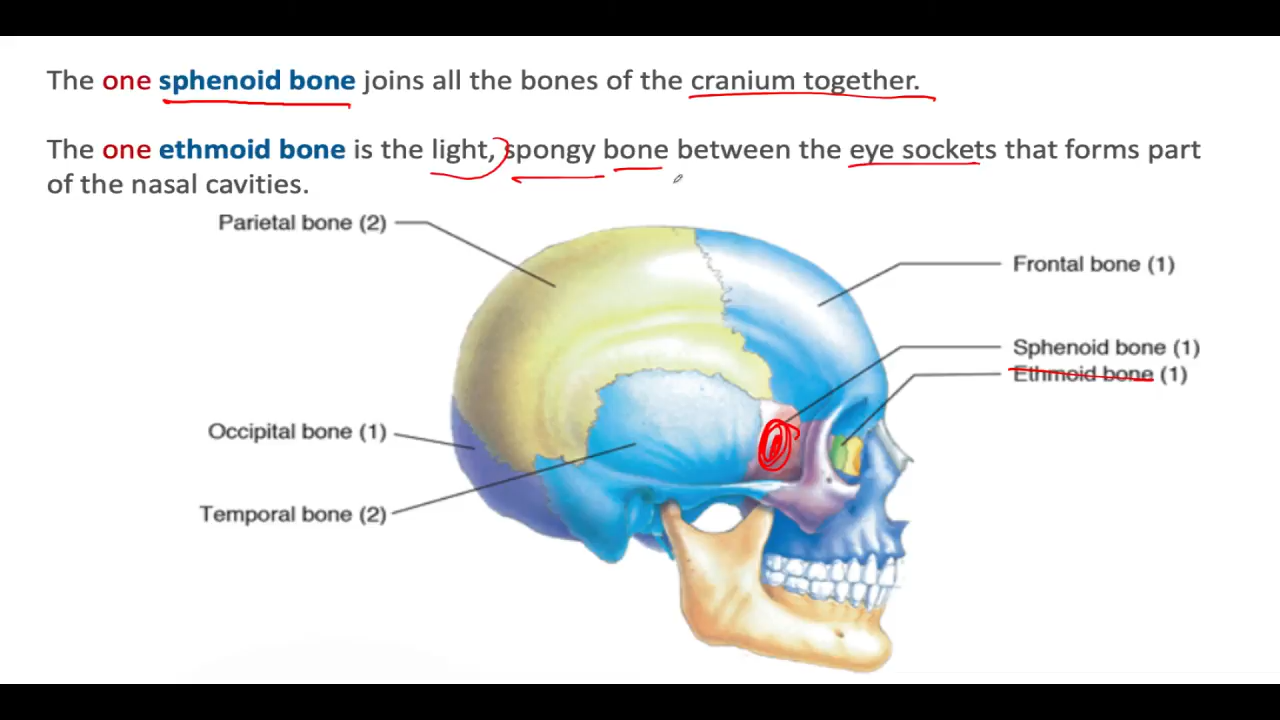 The one sphenoid bone joins all the bones of the cranium together.
The one ethmoid bone is the light, spongy bone between the eye sockets that forms part
of the nasal cavities.
Parietal bone (2)
Frontal bone (1)
Sphenoid bone (1)
Ethmoid bone (1)
Occipital bone (1)
Temporal bone (2)